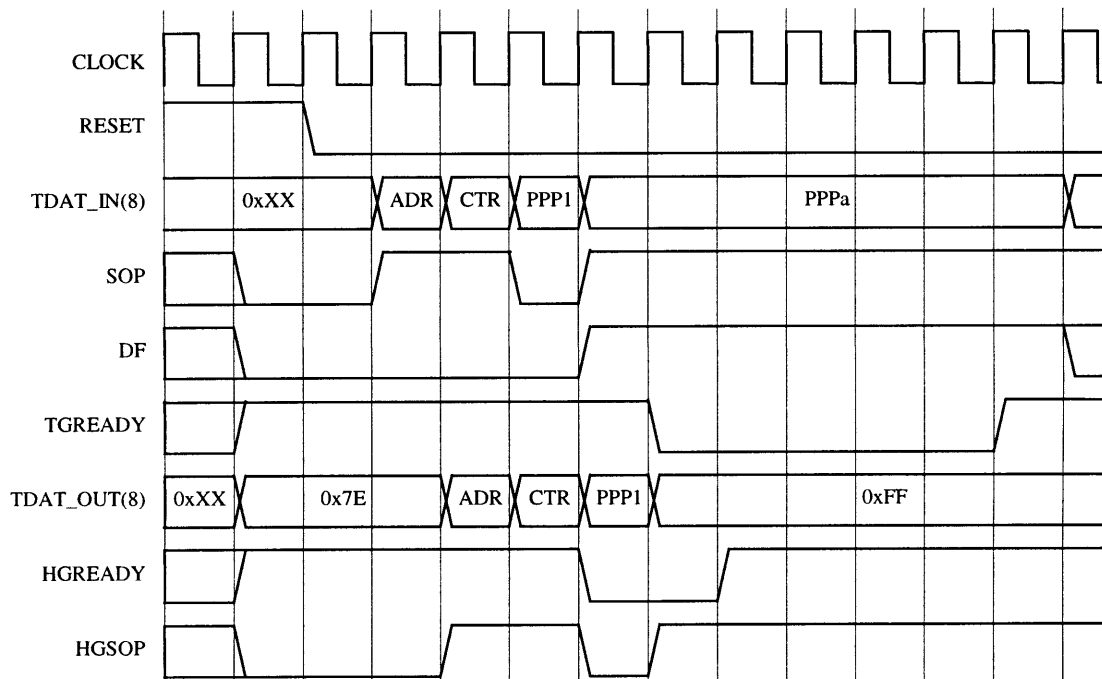 CLOCK
RESET
TDAT_IN(8) 0xXX ADR CTR PPP1 PPPa
SOP
DF
TGREADY
TDAT_OUT(8) 0xXX 0x7E ADR CTR PPP1 0xFF
HGREADY
HGSOP